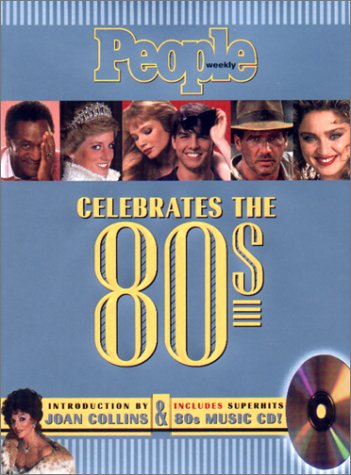 People
weekly
CELEBRATES THE
80s
INTRODUCTION BY
JOAN COLLINS
&
INCLUDES SUPERHITS
80s MUSIC CD!